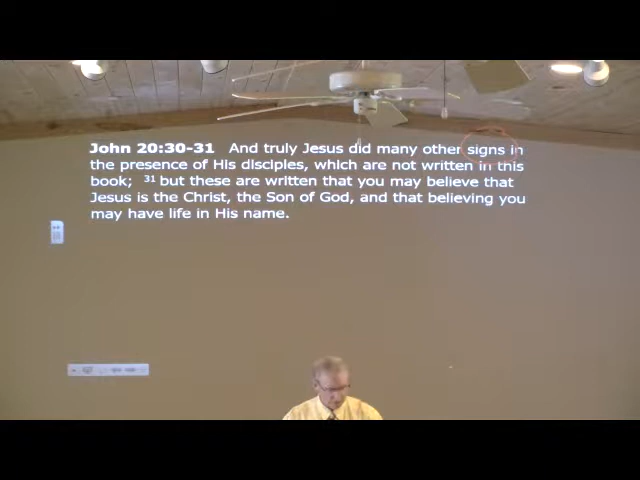 John 20:30-31 And truly Jesus did many other signs in
the presence of His disciples, which are not written in this
book; 31 but these are written that you may believe that
Jesus is the Christ, the Son of God, and that believing you
may have life in His name.